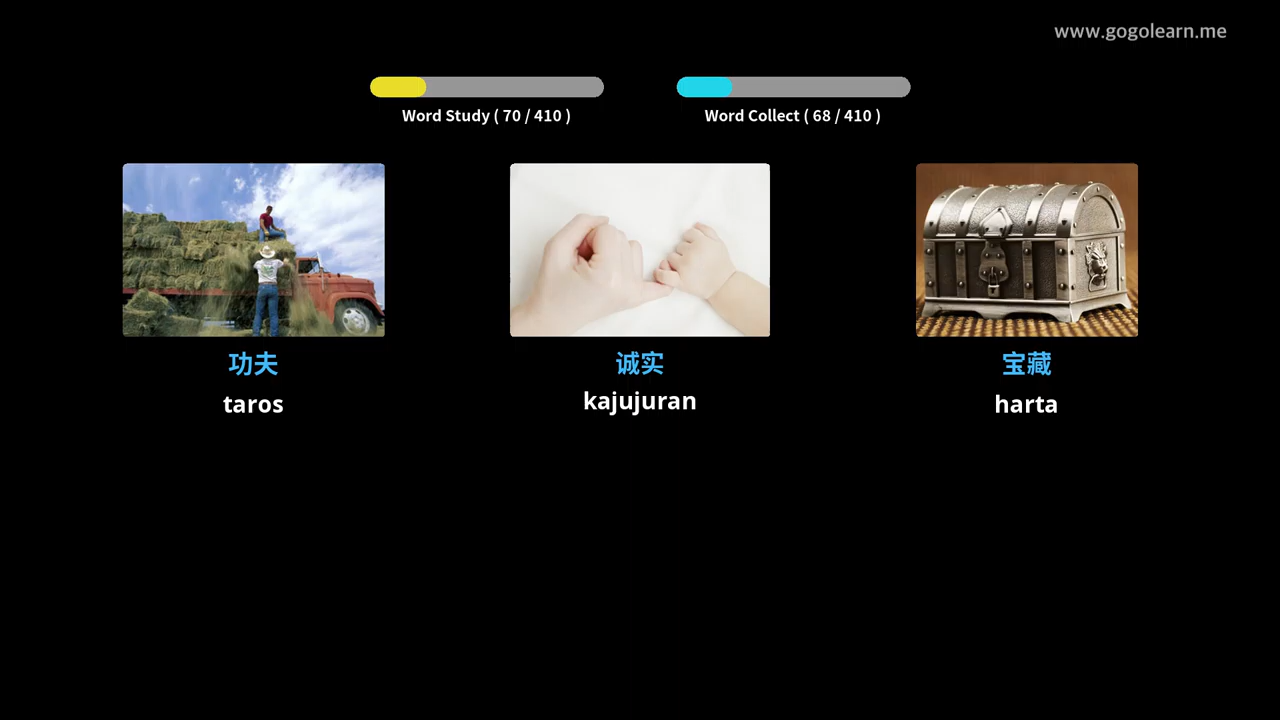 www.gogolearn.me
Word Study ( 70 / 410 )
Word Collect ( 68 / 410 )
功夫
诚实
宝藏
taros
kajujuran
harta